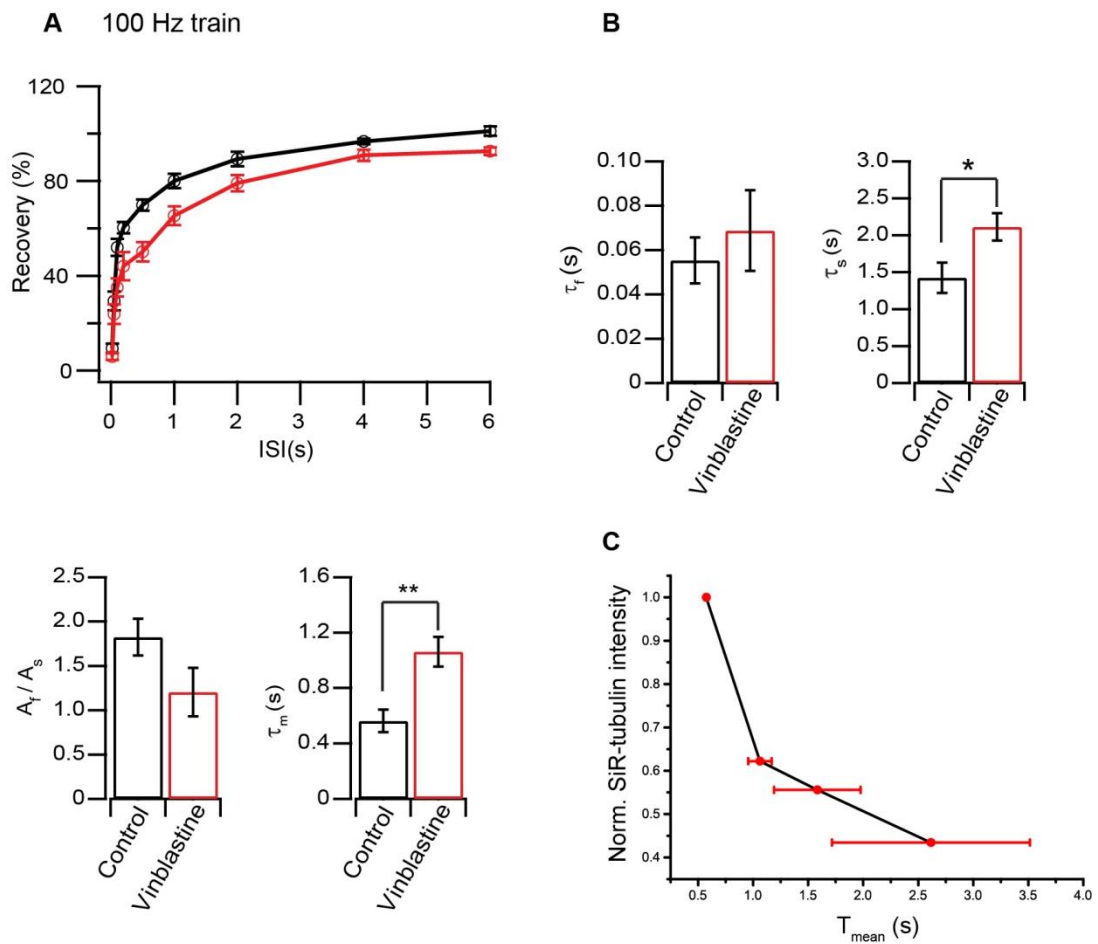 A 100 Hz train
120
80
40
0
Recovery (%)
0 1 2 3 4 5 6
ISI(s)
B
0.10
0.08
0.06
0.04
0.02
0
τf (s)
Control
Vinblastine
3.0
2.5
2.0
1.5
1.0
0.5
0
τs (s)
*
Control
Vinblastine
2.5
2.0
1.5
1.0
0.5
0
Af / As
Control
Vinblastine
1.6
1.2
0.8
0.4
0
τm (s)
**
Control
Vinblastine
C
1.0
0.9
0.8
0.7
0.6
0.5
0.4
Norm. SiR-tubulin intensity
0.5 1.0 1.5 2.0 2.5 3.0 3.5 4.0
Tmean (s)